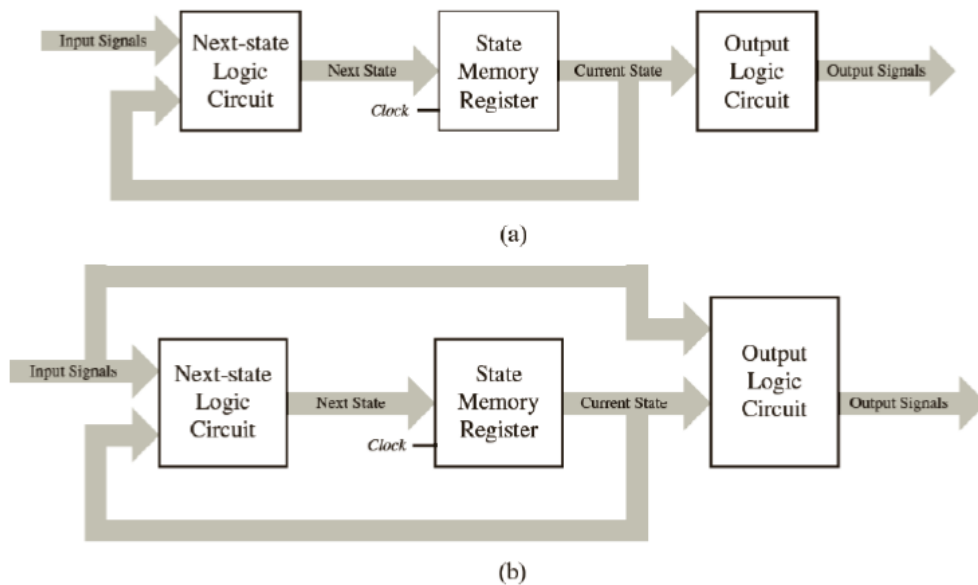 Input Signals
Next-state
Logic
Circuit
Next State
State
Memory
Register
Clock
Current State
Output
Logic
Circuit
Output Signals
(a)
Input Signals
Next-state
Logic
Circuit
Next State
State
Memory
Register
Clock
Current State
Output
Logic
Circuit
Output Signals
(b)